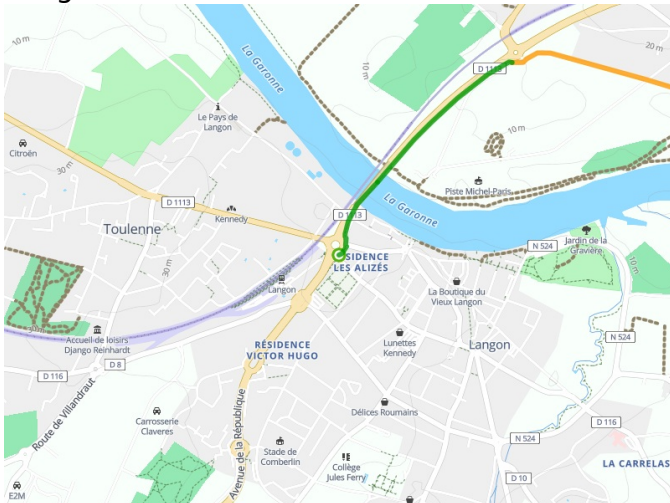 10 m
La Garonne
10 m
D 1113
20 m
Le Pays de
Langon
Citroën
30 m
10 m
Piste Michel-Paris
D 1113
Kennedy
D 1113
La Garonne
Toulenne
N 524
Jardin de la
Gravière
SIDENCE
LES ALIZÉS
10 m
Langon
La Boutique du
Vieux Langon
Accueil de loisirs
Django Reinhardt
RÉSIDENCE
VICTOR HUGO
Lunettes
Kennedy
Langon
N 524
D 116
D 8
Route de Villandraut
Carrosserie
Claveres
Avenue de la République
Délices Roumains
D 116
Stade de
Comberlin
N 524
Collège
Jules Ferry
LA CARRELAS
D 10
E2M